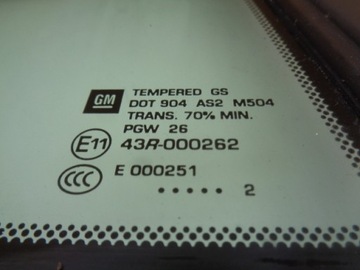 GM
TEMPERED GS
DOT 904 AS2 M504
TRANS. 70% MIN.
PGW 26
E11 43R-000262
CCC E 000251
..... 2